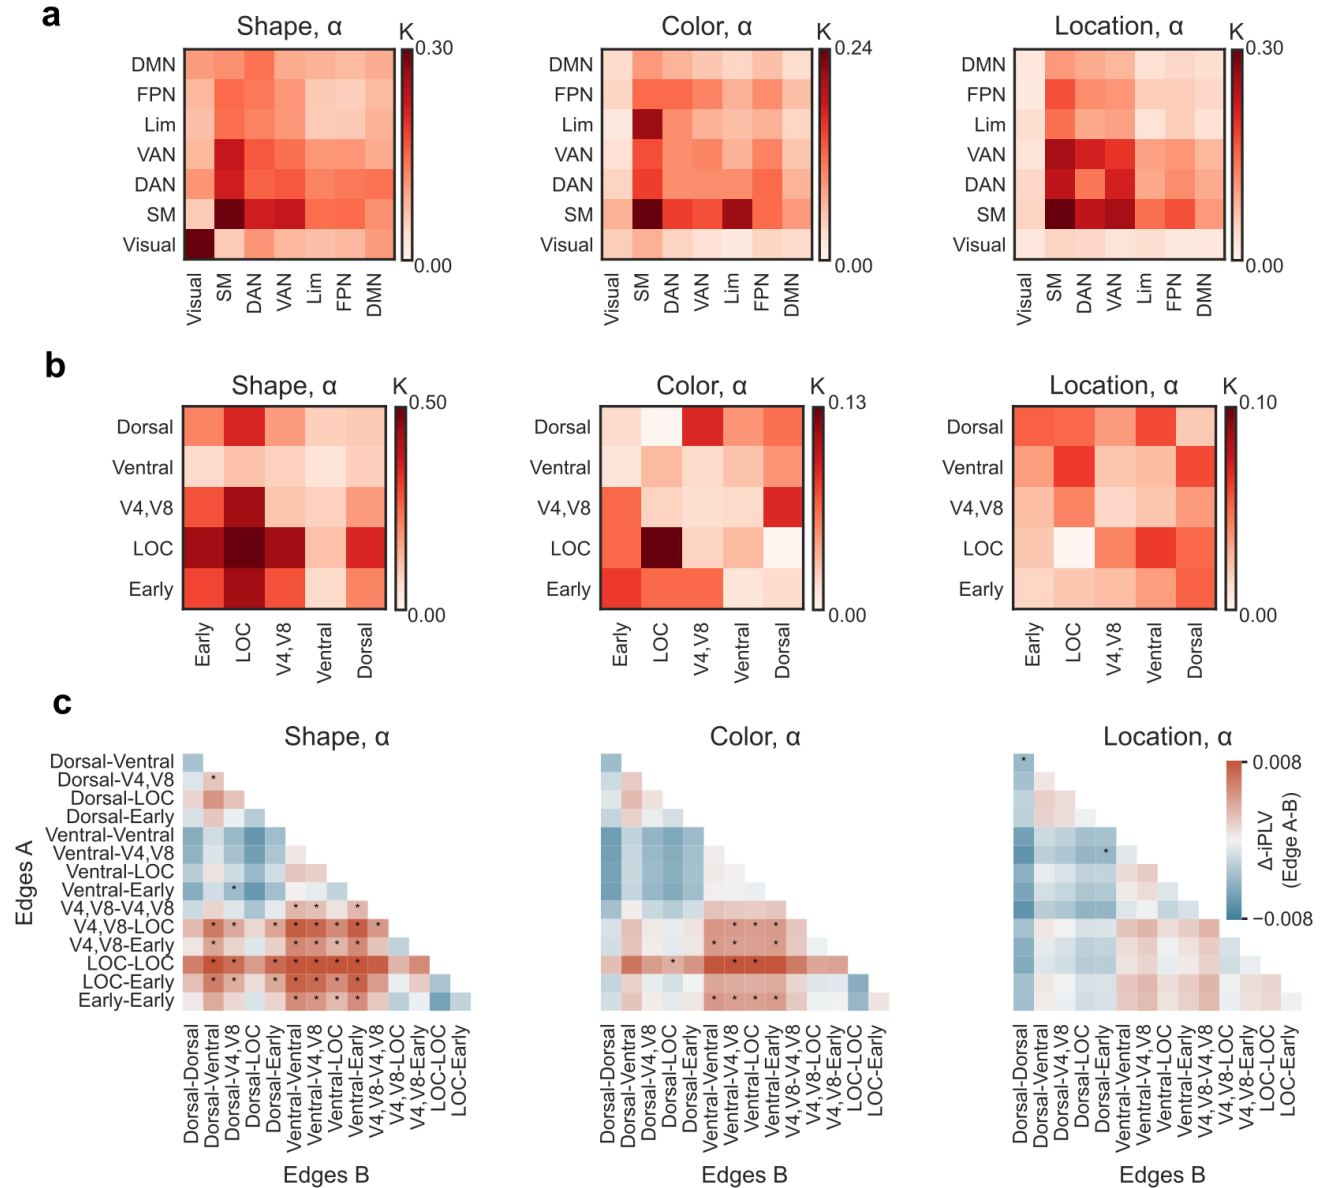 a
Shape, α
K
0.30
0.00
DMN
FPN
Lim
VAN
DAN
SM
Visual
Visual
SM
DAN
VAN
Lim
FPN
DMN
Color, α
K
0.24
0.00
DMN
FPN
Lim
VAN
DAN
SM
Visual
Visual
SM
DAN
VAN
Lim
FPN
DMN
Location, α
K
0.30
0.00
DMN
FPN
Lim
VAN
DAN
SM
Visual
Visual
SM
DAN
VAN
Lim
FPN
DMN
b
Shape, α
K
0.50
0.00
Dorsal
Ventral
V4,V8
LOC
Early
Early
LOC
V4,V8
Ventral
Dorsal
Color, α
K
0.13
0.00
Dorsal
Ventral
V4,V8
LOC
Early
Early
LOC
V4,V8
Ventral
Dorsal
Location, α
K
0.10
0.00
Dorsal
Ventral
V4,V8
LOC
Early
Early
LOC
V4,V8
Ventral
Dorsal
c
Shape, α
Edges A
Dorsal-Ventral
Dorsal-V4,V8
Dorsal-LOC
Dorsal-Early
Ventral-Ventral
Ventral-V4,V8
Ventral-LOC
Ventral-Early
V4,V8-V4,V8
V4,V8-LOC
V4,V8-Early
LOC-LOC
LOC-Early
Early-Early
Dorsal-Dorsal
Dorsal-Ventral
Dorsal-V4,V8
Dorsal-LOC
Dorsal-Early
Ventral-Ventral
Ventral-V4,V8
Ventral-LOC
Ventral-Early
V4,V8-V4,V8
V4,V8-LOC
V4,V8-Early
LOC-LOC
LOC-Early
Edges B
Color, α
Dorsal-Dorsal
Dorsal-Ventral
Dorsal-V4,V8
Dorsal-LOC
Dorsal-Early
Ventral-Ventral
Ventral-V4,V8
Ventral-LOC
Ventral-Early
V4,V8-V4,V8
V4,V8-LOC
V4,V8-Early
LOC-LOC
LOC-Early
Edges B
Location, α
0.008
−0.008
Δ-iPLV
(Edge A-B)
Dorsal-Dorsal
Dorsal-Ventral
Dorsal-V4,V8
Dorsal-LOC
Dorsal-Early
Ventral-Ventral
Ventral-V4,V8
Ventral-LOC
Ventral-Early
V4,V8-V4,V8
V4,V8-LOC
V4,V8-Early
LOC-LOC
LOC-Early
Edges B